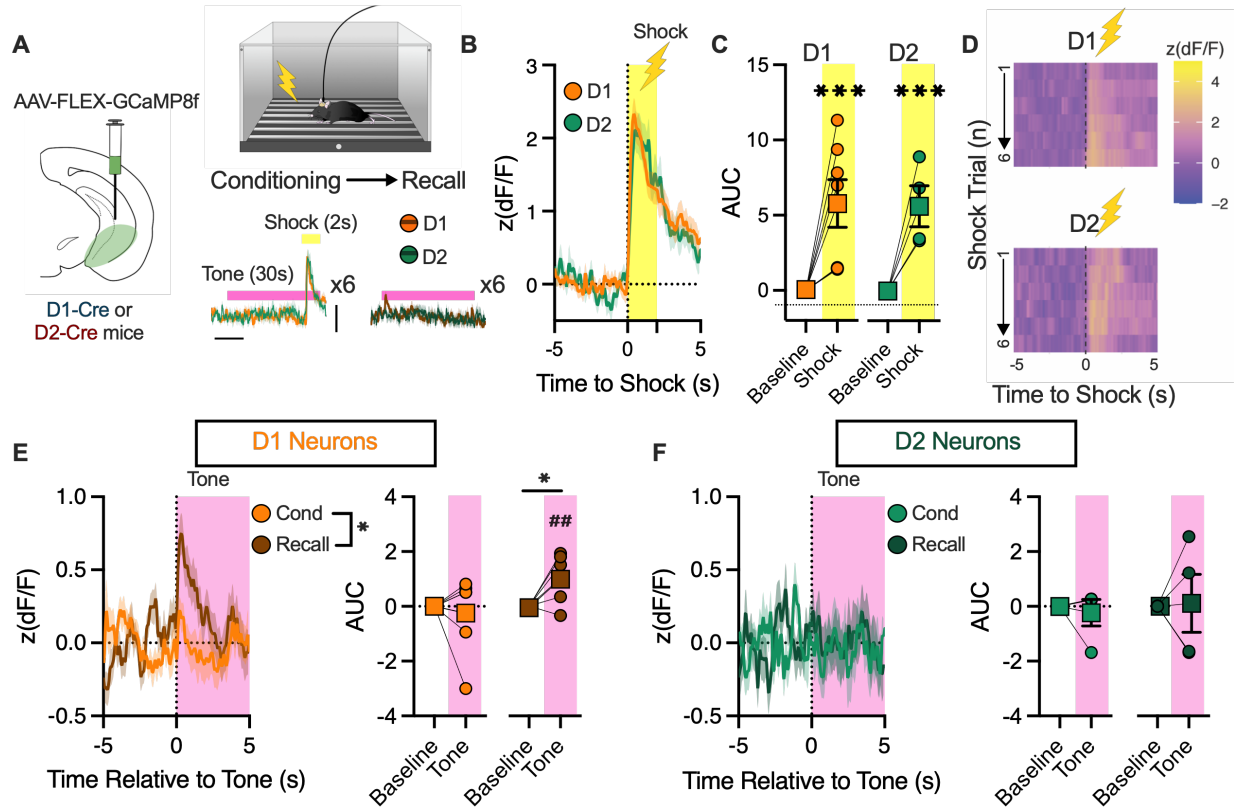 A
AAV-FLEX-GCaMP8f
D1-Cre or
D2-Cre mice
Conditioning
Recall
Shock (2s)
D1
D2
Tone (30s)
x6
x6
B
Shock
z(dF/F)
3
2
1
0
D1
D2
-5
0
5
Time to Shock (s)
C
D1
D2
AUC
15
10
5
0
***
***
Baseline
Shock
Baseline
Shock
D
D1
z(dF/F)
4
2
0
−2
Shock Trial (n)
1
6
D2
1
6
-5
0
5
Time to Shock (s)
E
D1 Neurons
Tone
z(dF/F)
1.0
0.5
0.0
-0.5
Cond
Recall
*
-5
0
5
Time Relative to Tone (s)
AUC
4
2
0
-2
-4
*
##
Baseline
Tone
Baseline
Tone
F
D2 Neurons
Tone
z(dF/F)
1.0
0.5
0.0
-0.5
Cond
Recall
-5
0
5
Time Relative to Tone (s)
AUC
4
2
0
-2
-4
Baseline
Tone
Baseline
Tone